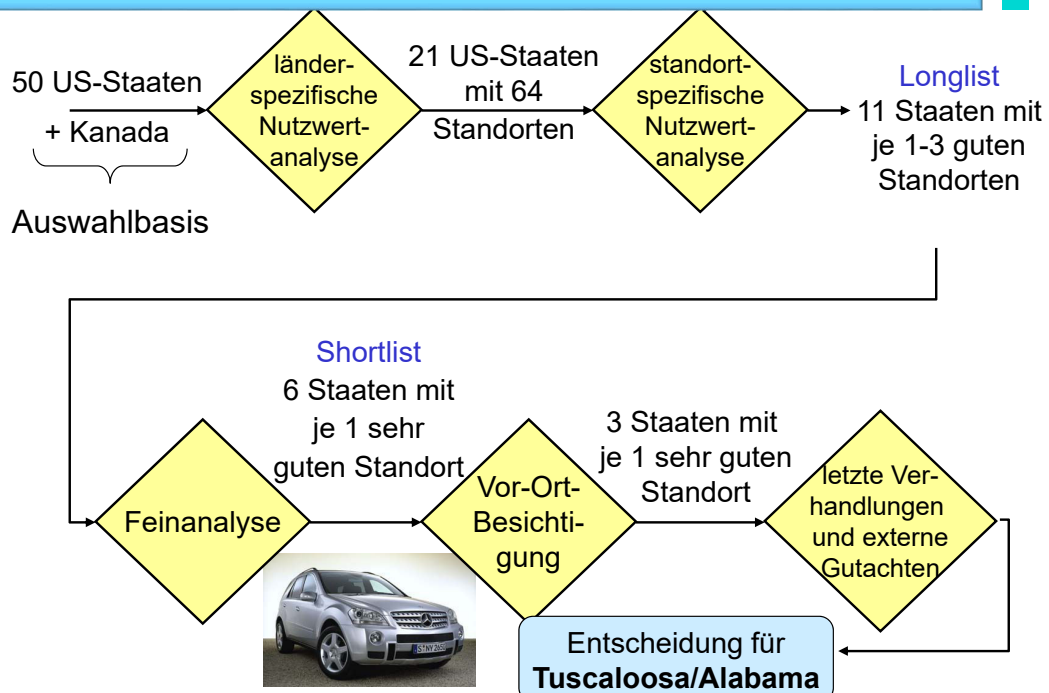 50 US-Staaten
+ Kanada
Auswahlbasis
länder-
spezifische
Nutzwert-
analyse
21 US-Staaten
mit 64
Standorten
standort-
spezifische
Nutzwert-
analyse
Longlist
11 Staaten mit
je 1-3 guten
Standorten
Feinanalyse
Shortlist
6 Staaten mit
je 1 sehr
guten Standort
Vor-Ort-
Besichti-
gung
3 Staaten mit
je 1 sehr guten
Standort
letzte Ver-
handlungen
und externe
Gutachten
Entscheidung für
Tuscaloosa/Alabama